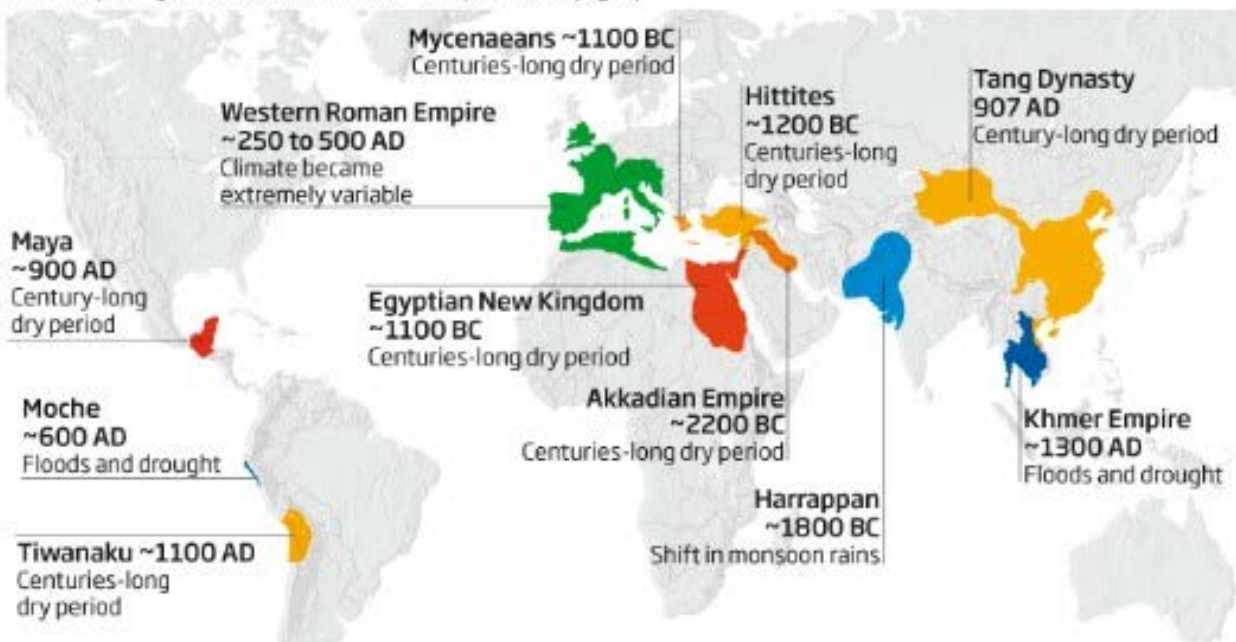 Mycenaeans ~1100 BC
Centuries-long dry period
Western Roman Empire
~250 to 500 AD
Climate became
extremely variable
Hittites
~1200 BC
Centuries-long
dry period
Tang Dynasty
907 AD
Century-long dry period
Maya
~900 AD
Century-long
dry period
Egyptian New Kingdom
~1100 BC
Centuries-long dry period
Akkadian Empire
~2200 BC
Centuries-long dry period
Moche
~600 AD
Floods and drought
Khmer Empire
~1300 AD
Floods and drought
Harrappan
~1800 BC
Shift in monsoon rains
Tiwanaku ~1100 AD
Centuries-long
dry period